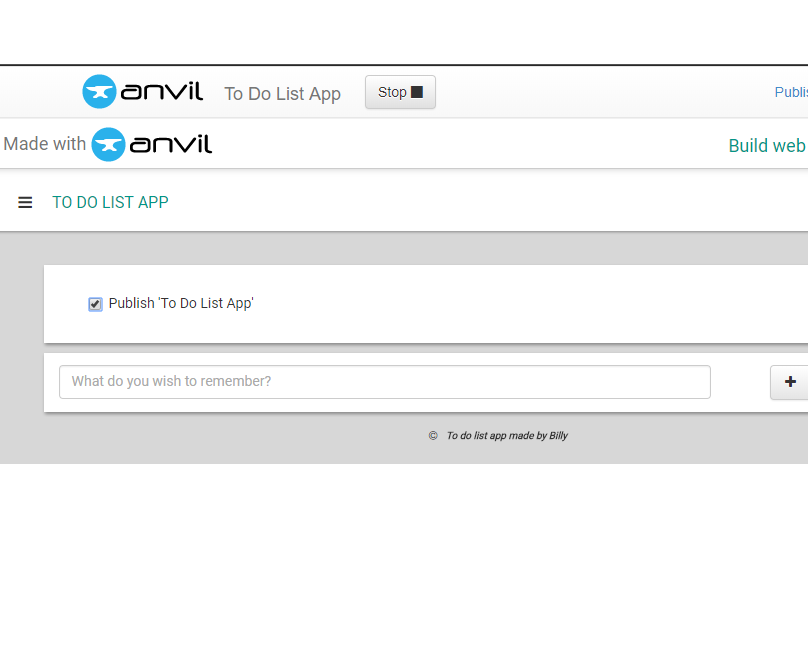 anvil To Do List App Stop Publis
Made with anvil Build web
TO DO LIST APP
Publish 'To Do List App'
What do you wish to remember?
+
© To do list app made by Billy